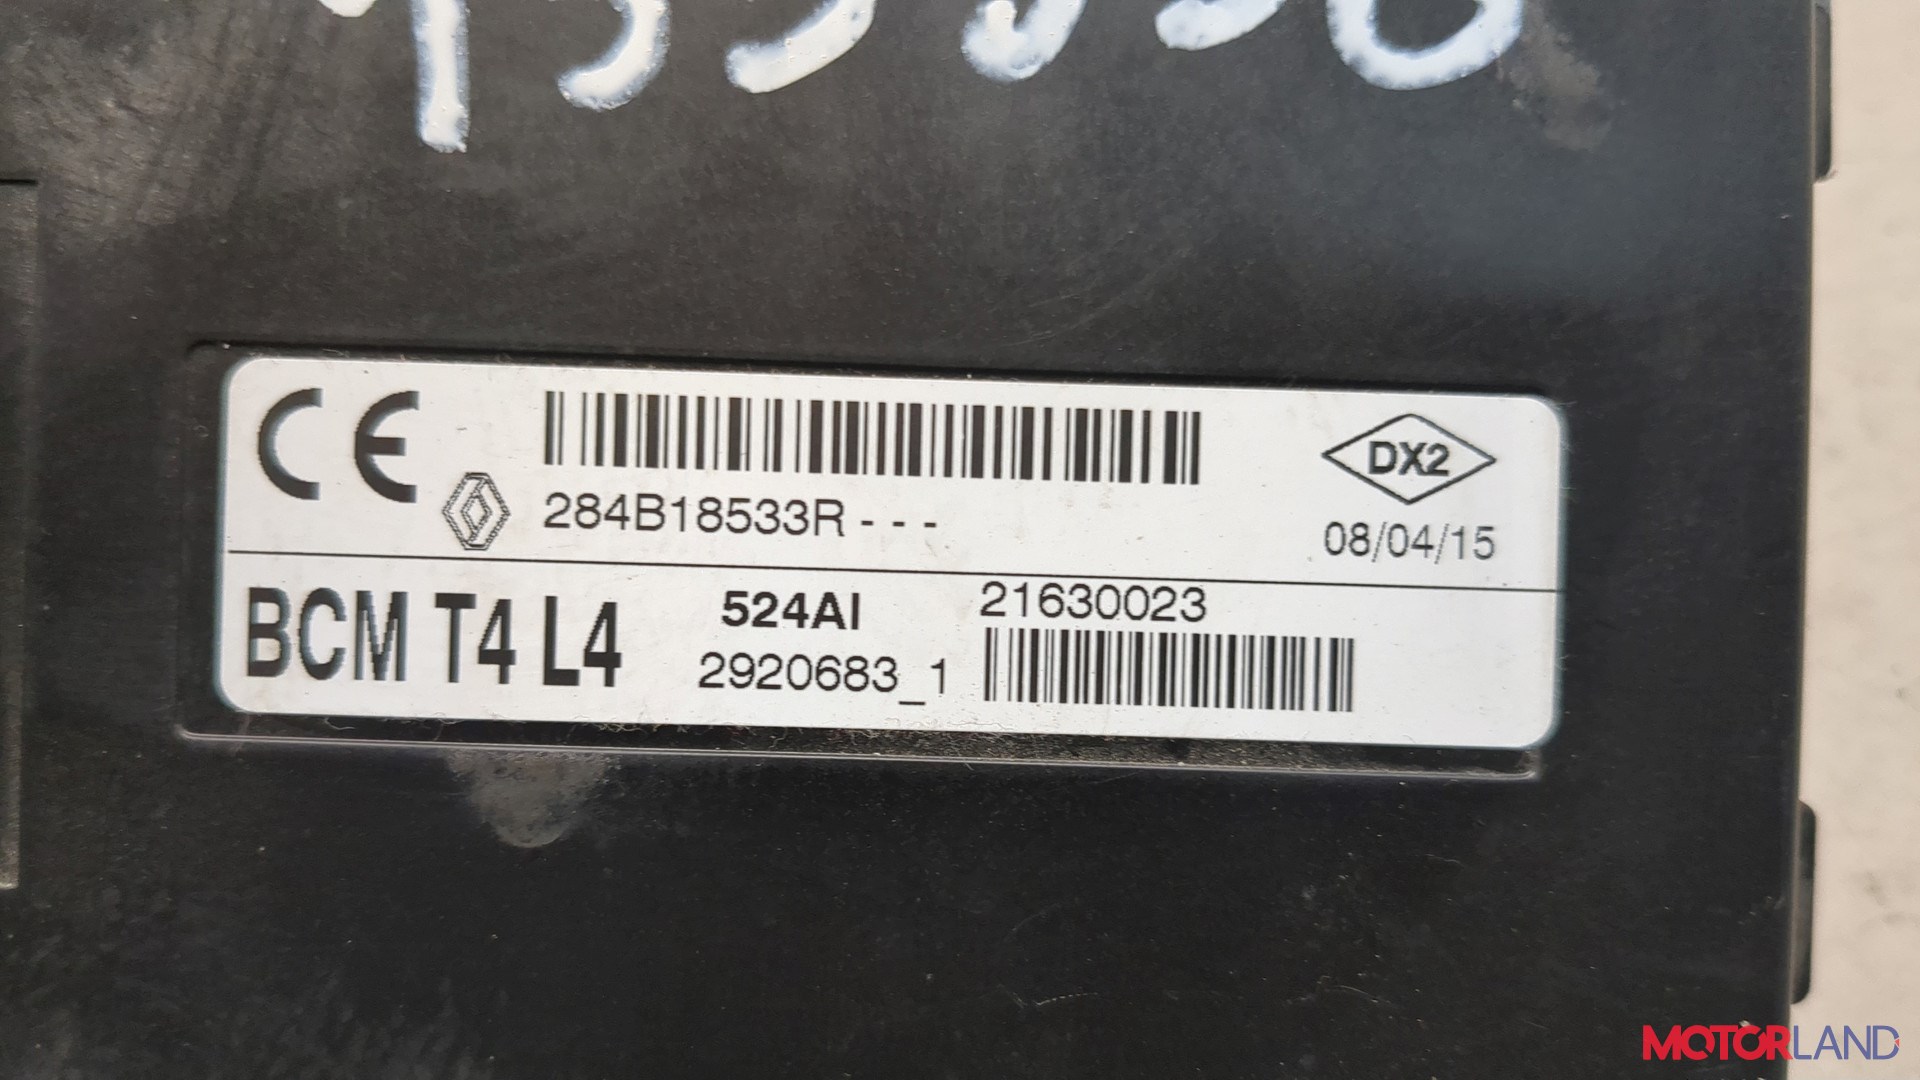 CE
284B18533R - - -
DX2
08/04/15
BCM T4 L4
524AI
21630023
2920683_1
MOTORLAND